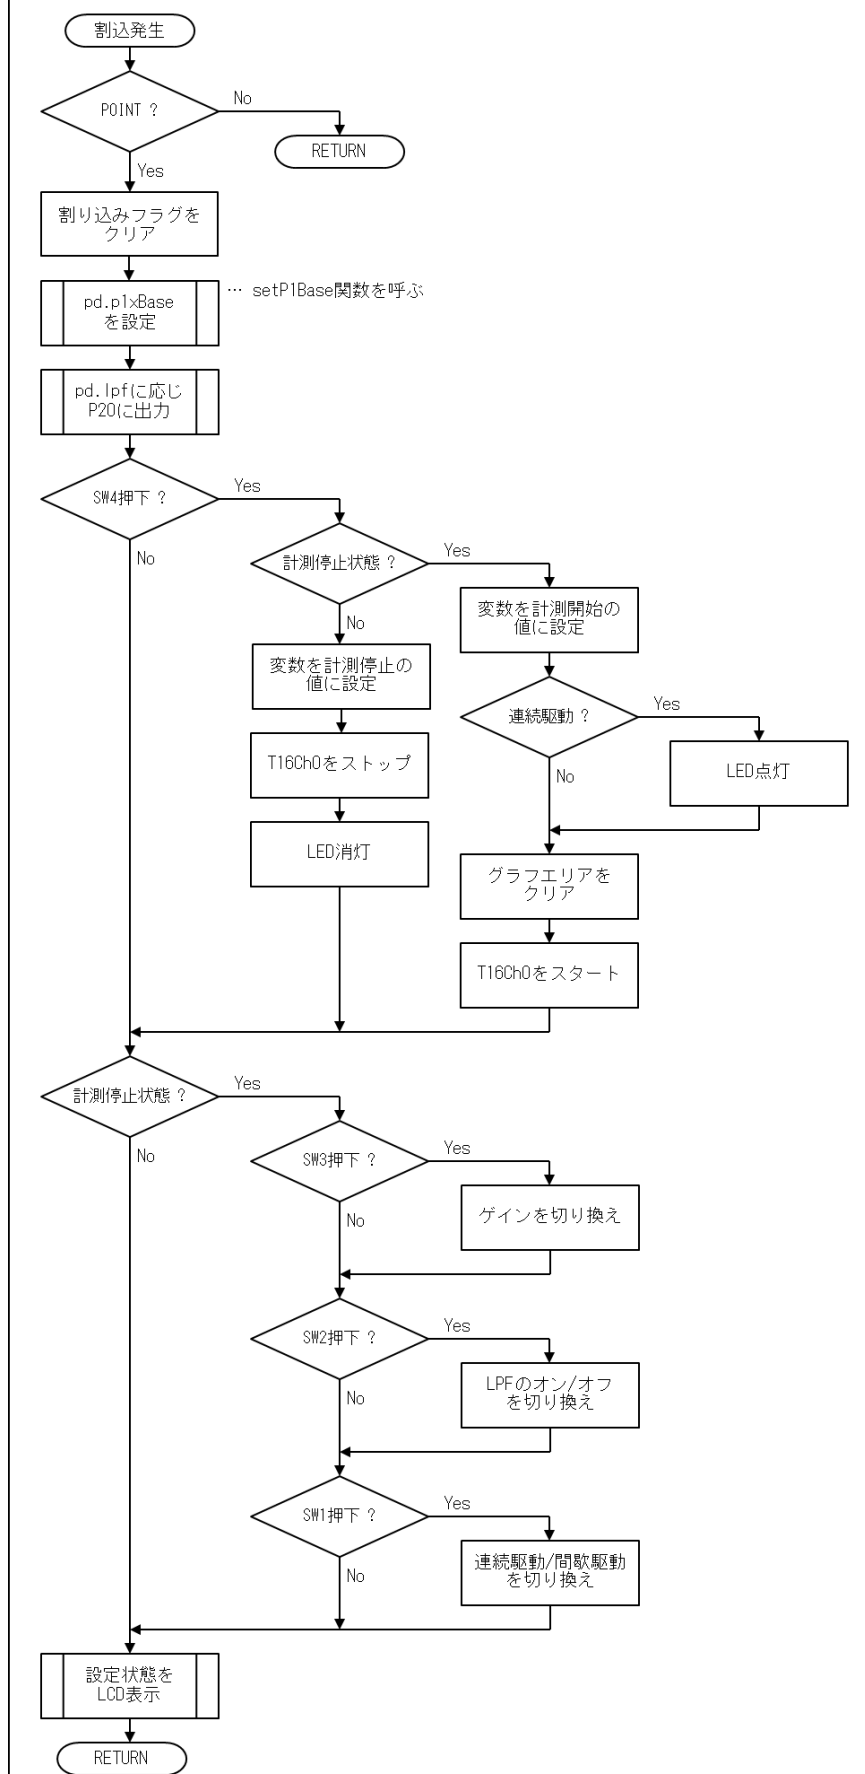 割込発生
POINT ?
No
RETURN
Yes
割り込みフラグを
クリア
pd.p1xBase
を設定
… setP1Base関数を呼ぶ
pd.lpfに応じ
P20に出力
SW4押下 ?
Yes
No
計測停止状態 ?
Yes
No
変数を計測開始の
値に設定
変数を計測停止の
値に設定
連続駆動 ?
Yes
No
LED点灯
T16Ch0をストップ
LED消灯
グラフエリアを
クリア
T16Ch0をスタート
計測停止状態 ?
Yes
No
SW3押下 ?
Yes
No
ゲインを切り換え
SW2押下 ?
Yes
No
LPFのオン/オフ
を切り換え
SW1押下 ?
Yes
No
連続駆動/間歇駆動
を切り換え
設定状態を
LCD表示
RETURN